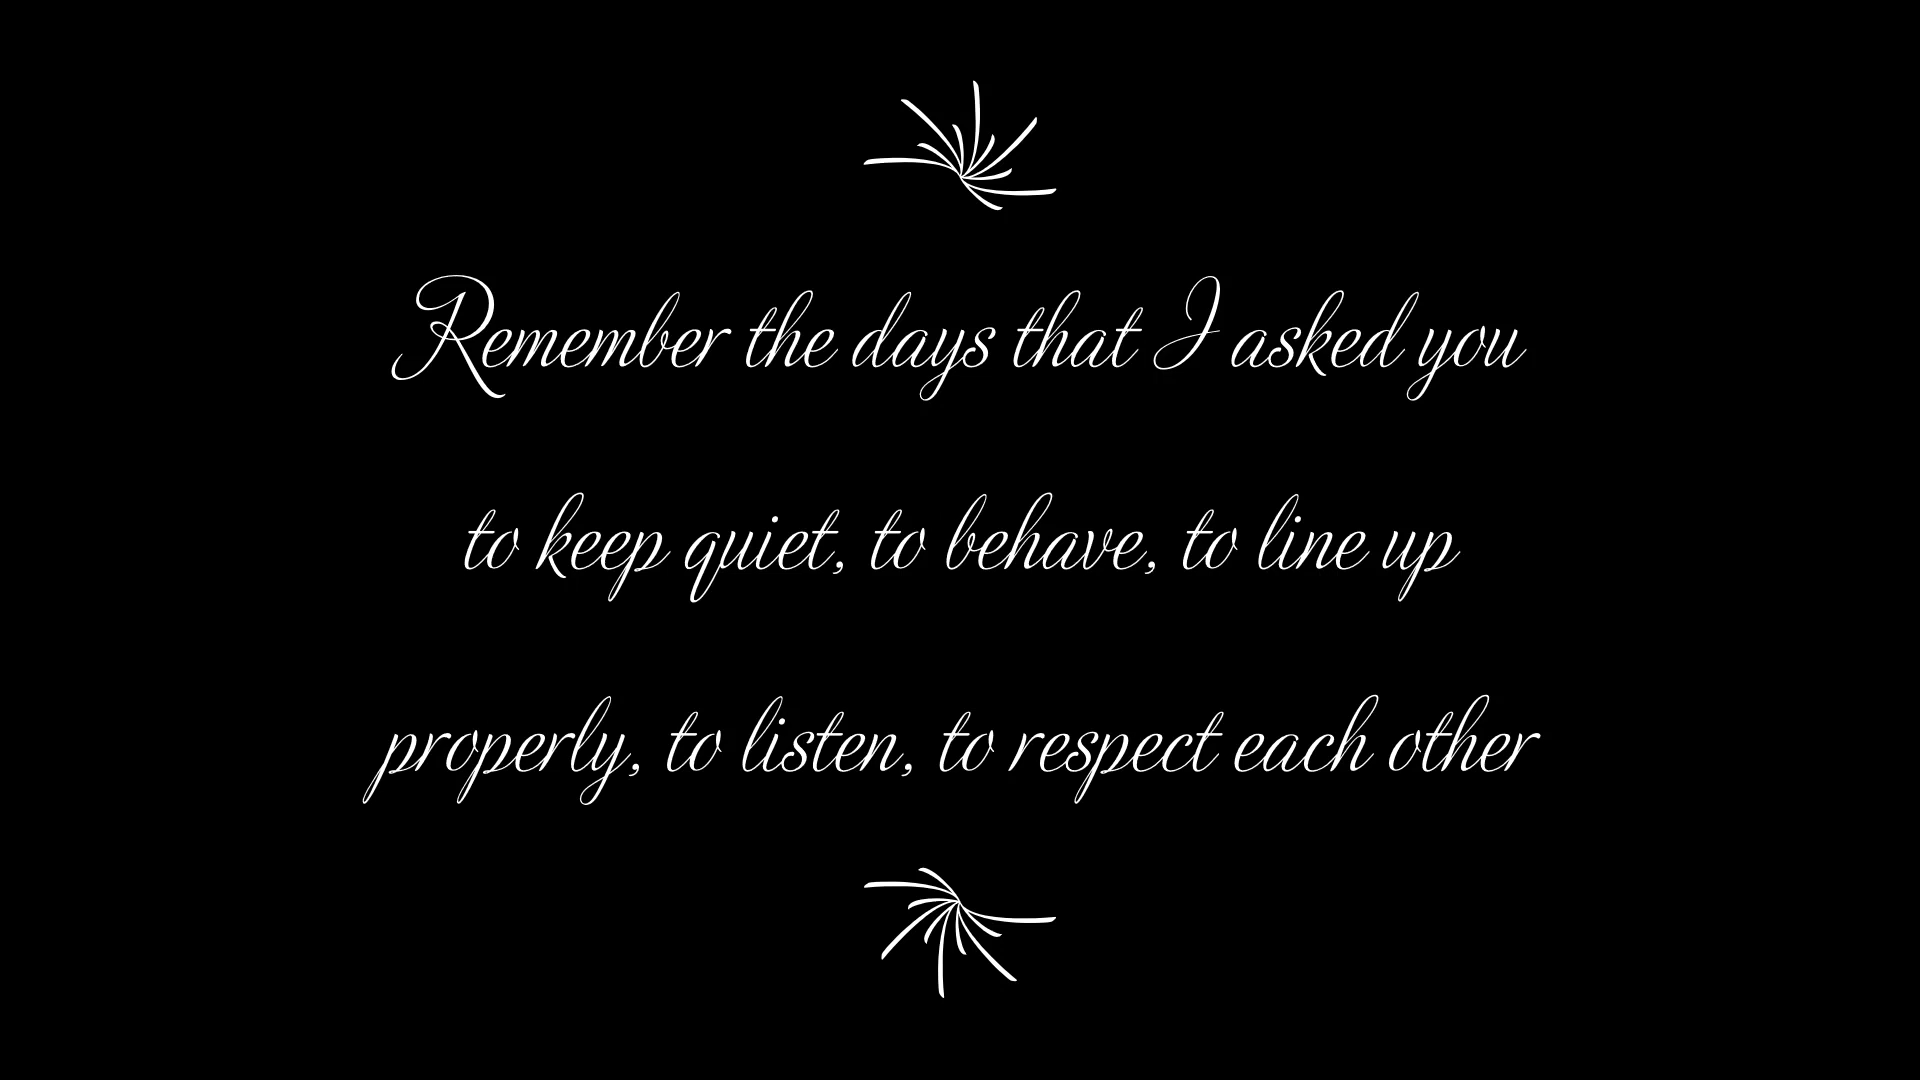 Remember the days that I asked you
to keep quiet, to behave, to line up
properly, to listen, to respect each other